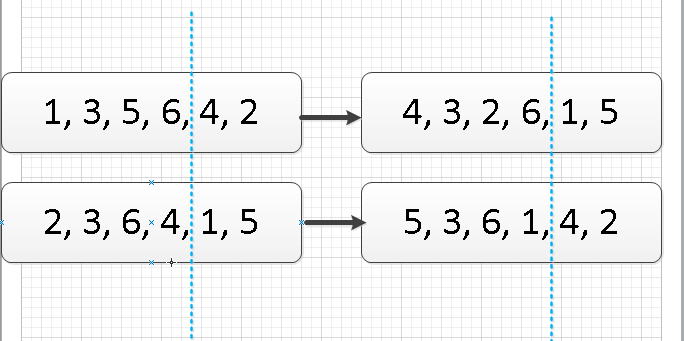 1, 3, 5, 6, 4, 2
4, 3, 2, 6, 1, 5
2, 3, 6, 4, 1, 5
5, 3, 6, 1, 4, 2